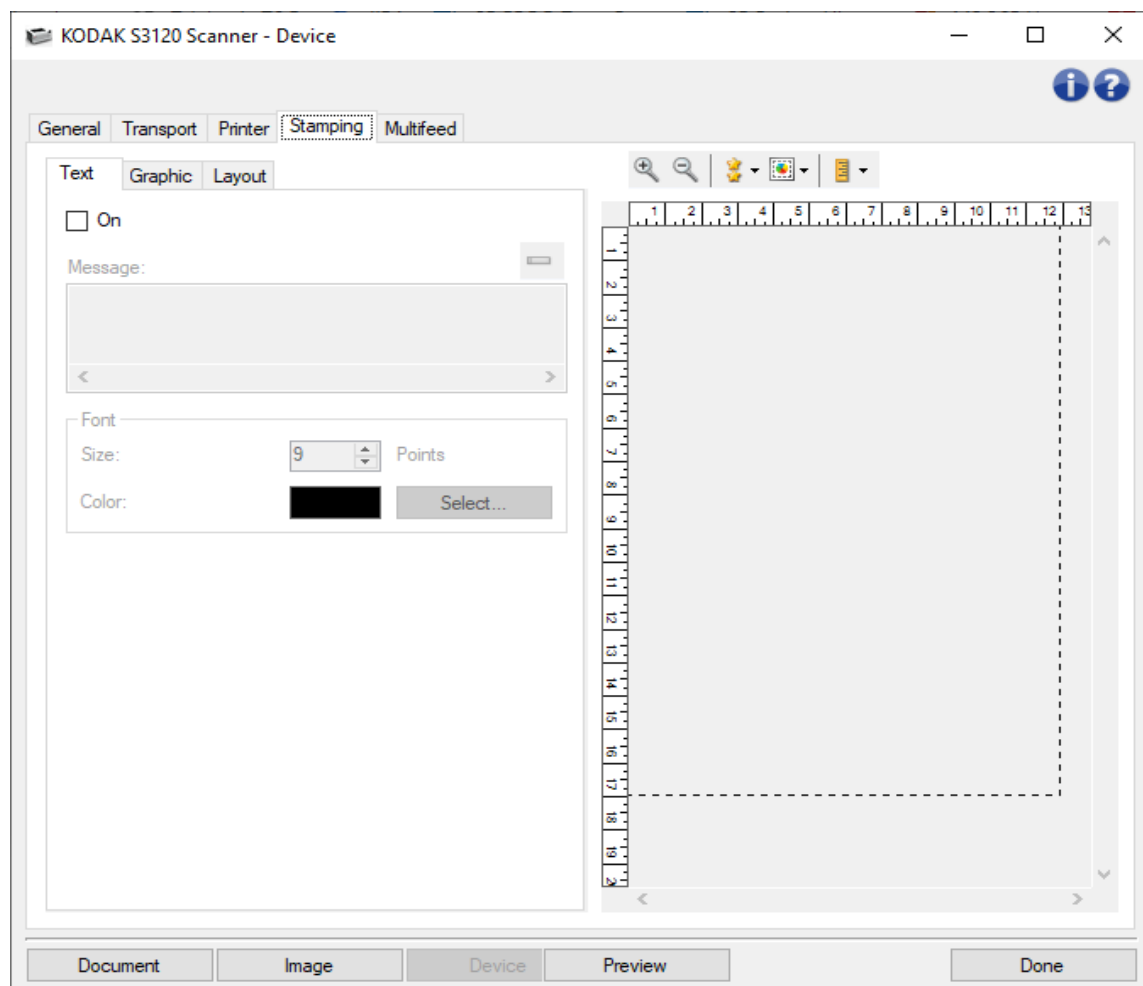 KODAK S3120 Scanner - Device
General Transport Printer Stamping Multifeed
Text Graphic Layout
On
Message:
Font
Size: 9 Points
Color: Select...
1 2 3 4 5 6 7 8 9 10 11 12 13
1
2
3
4
5
6
7
8
9
10
11
12
13
14
15
16
17
18
19
Document Image Device Preview Done